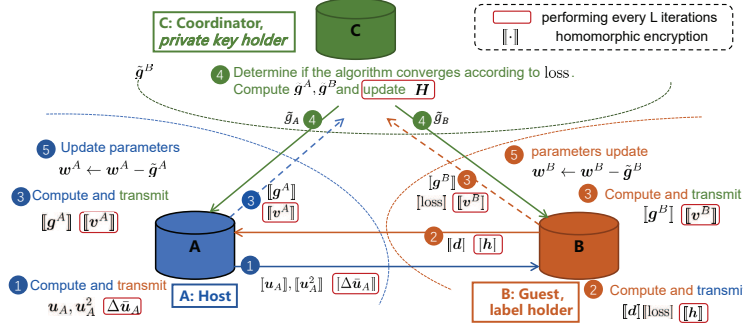 C: Coordinator,
private key holder
C
performing every L iterations
⟦·⟧ homomorphic encryption
g̃^B
4 Determine if the algorithm converges according to loss.
Compute g̃^A, g̃^B and update H
g̃_A 4
4 g̃_B
5 Update parameters
w^A ← w^A − g̃^A
5 parameters update
w^B ← w^B − g̃^B
3 Compute and transmit
⟦g^A⟧ ⟦v^A⟧
3 ⟦g^A⟧
⟦v^A⟧
⟦g^B⟧ 3
⟦loss⟧ ⟦v^B⟧
3 Compute and transmit
⟦g^B⟧ ⟦v^B⟧
A
B
2 ⟦d⟧ ⟦h⟧
1 ⟦u_A⟧, ⟦u_A^2⟧ ⟦Δū_A⟧
1 Compute and transmit
u_A, u_A^2 Δū_A
A: Host
B: Guest,
label holder
2 Compute and transmi
⟦d⟧ ⟦loss⟧ ⟦h⟧